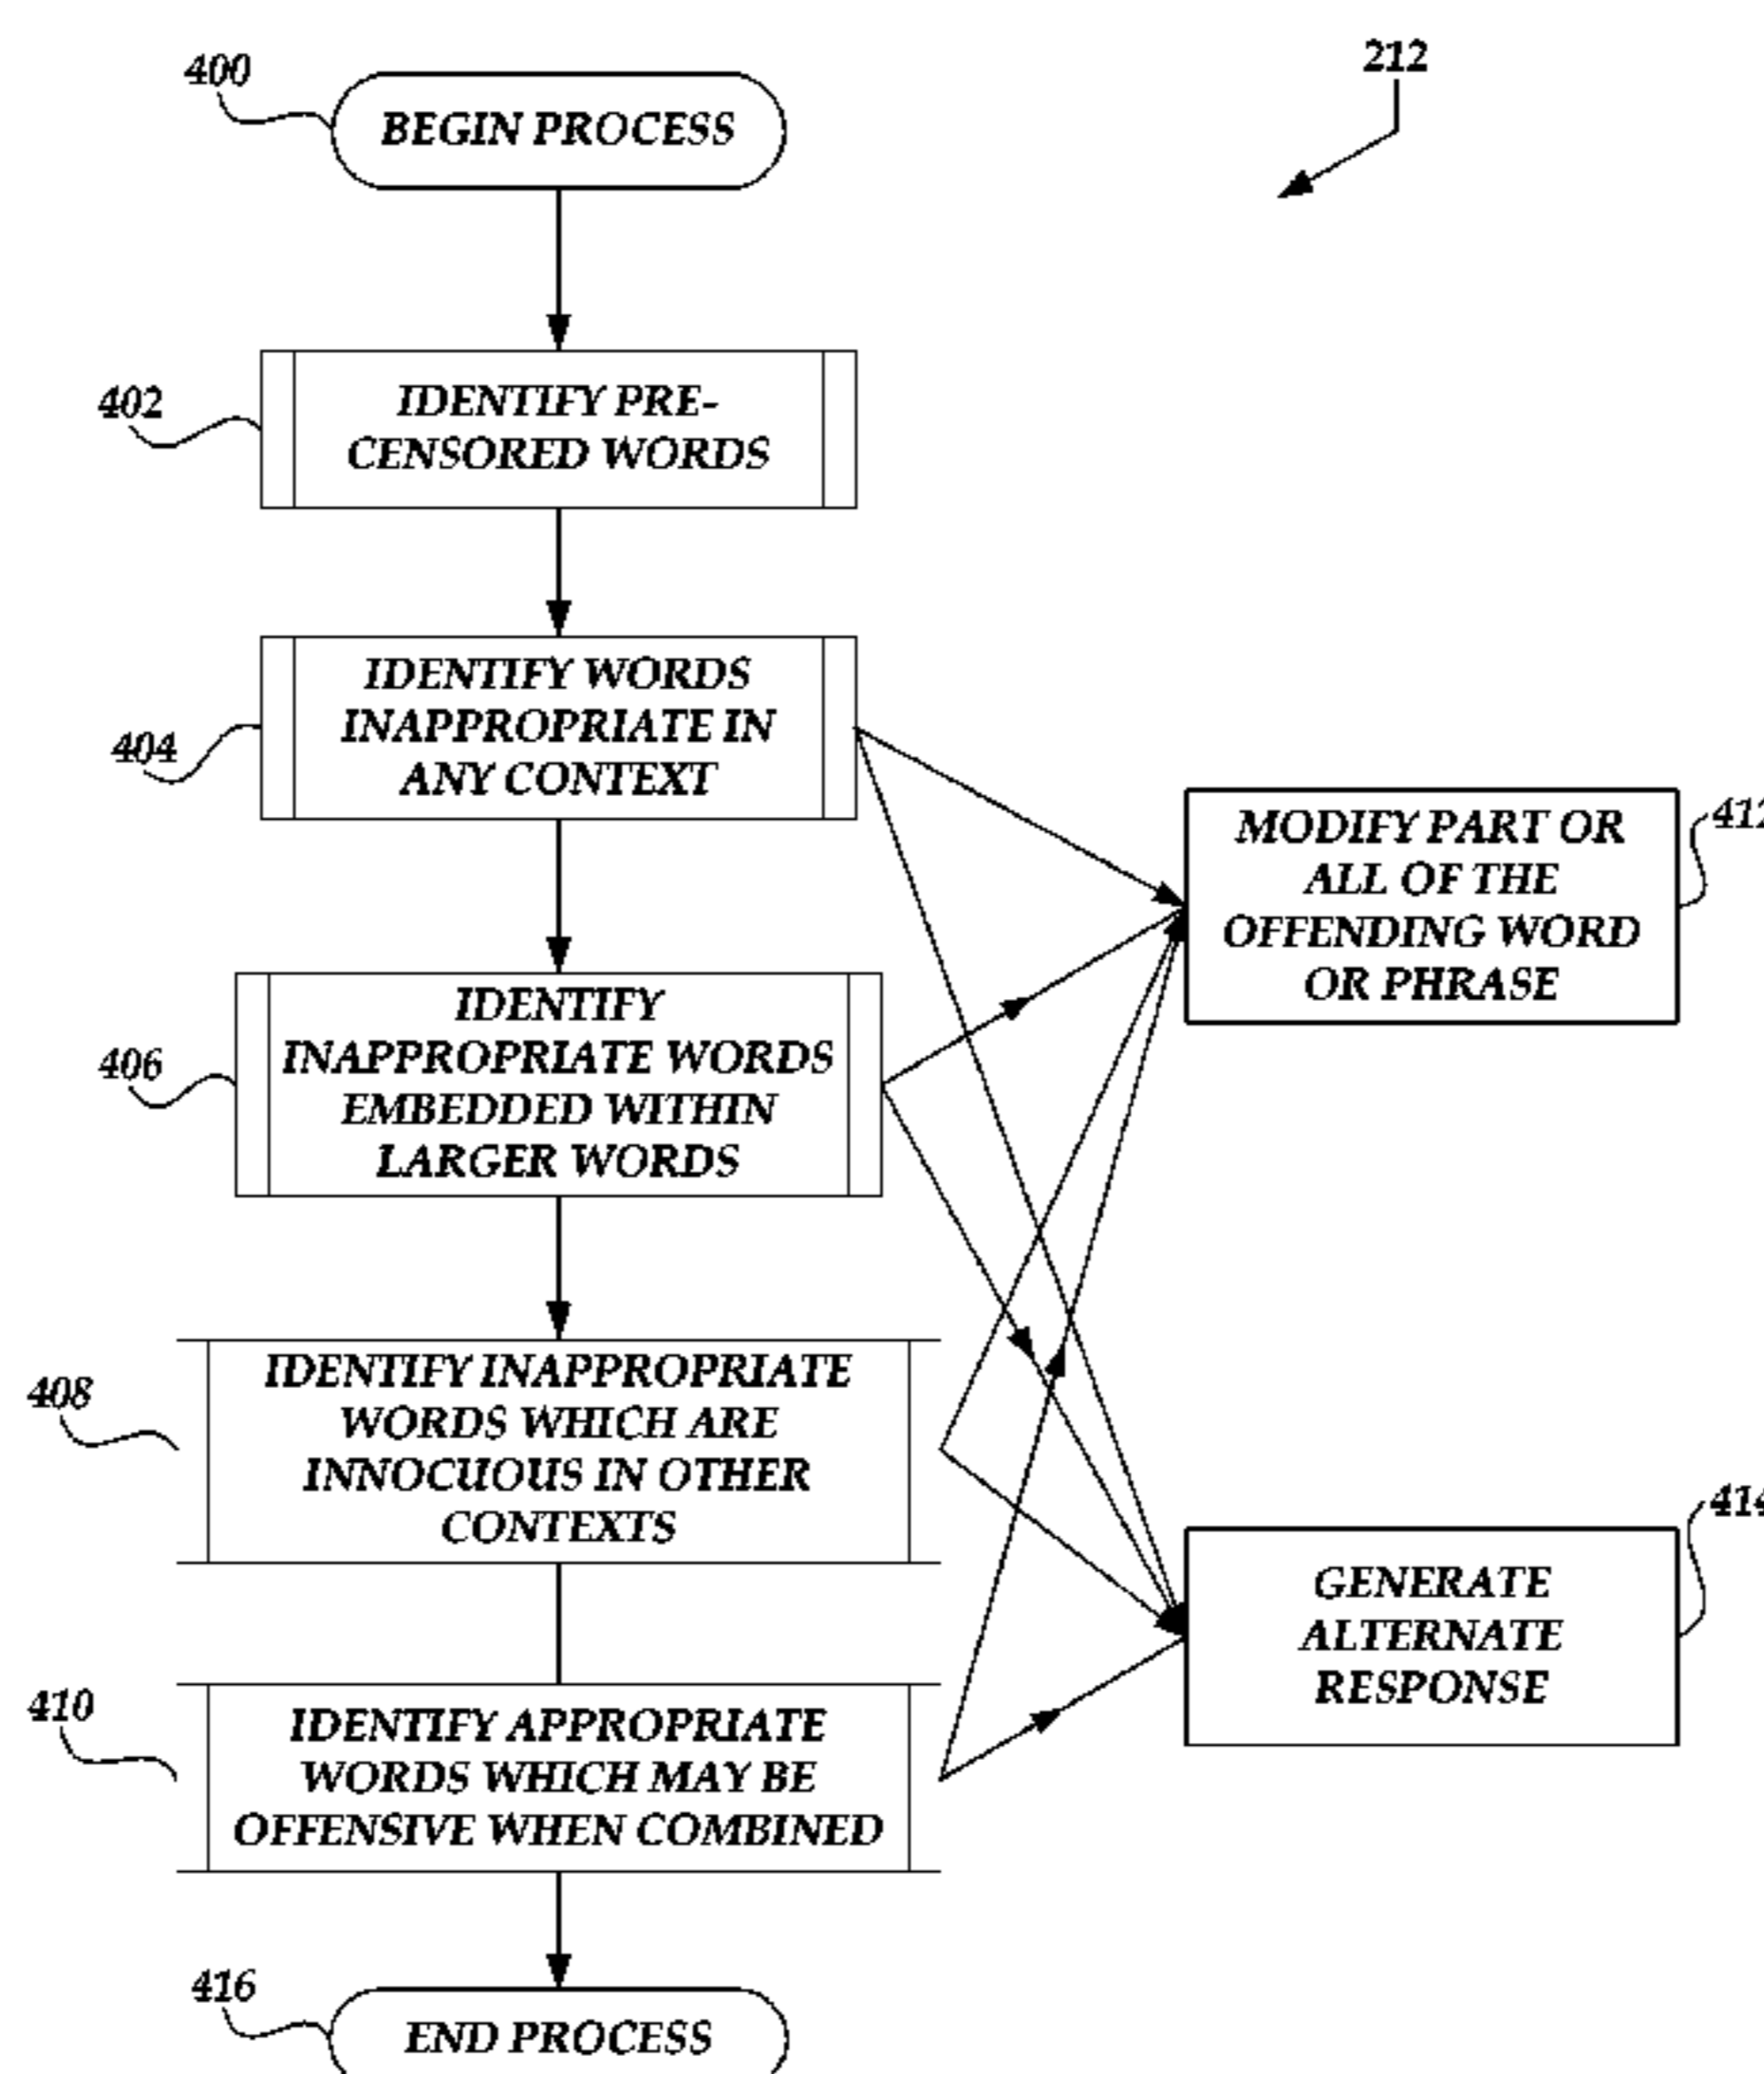 400
BEGIN PROCESS
212
402
IDENTIFY PRE-
CENSORED WORDS
404
IDENTIFY WORDS
INAPPROPRIATE IN
ANY CONTEXT
412
MODIFY PART OR
ALL OF THE
OFFENDING WORD
OR PHRASE
406
IDENTIFY
INAPPROPRIATE WORDS
EMBEDDED WITHIN
LARGER WORDS
408
IDENTIFY INAPPROPRIATE
WORDS WHICH ARE
INNOCUOUS IN OTHER
CONTEXTS
414
GENERATE
ALTERNATE
RESPONSE
410
IDENTIFY APPROPRIATE
WORDS WHICH MAY BE
OFFENSIVE WHEN COMBINED
416
END PROCESS